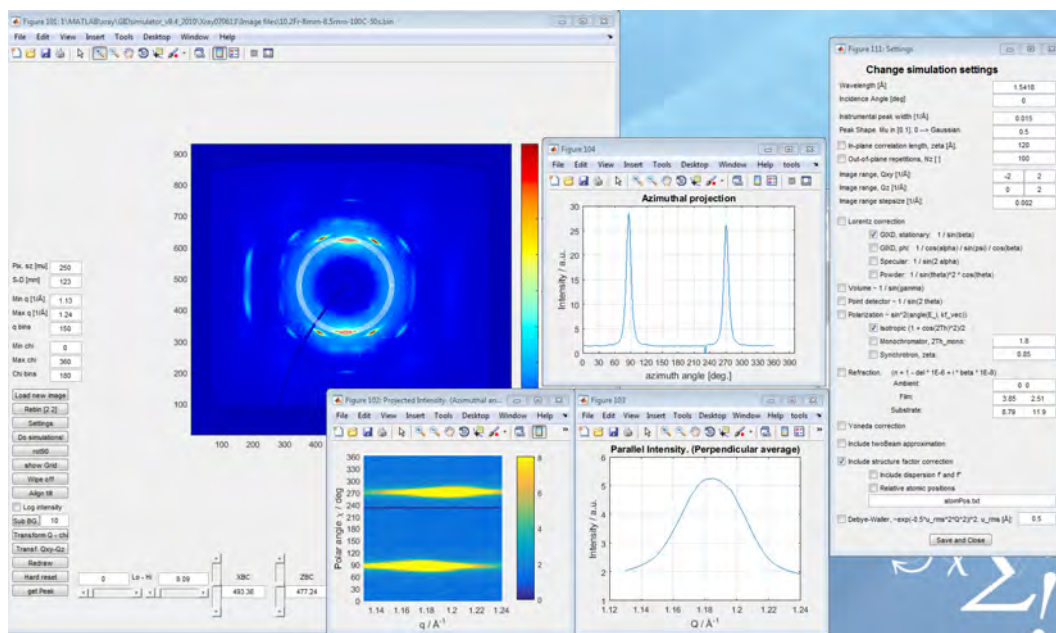 Figure 101: 1:\MATLAB\xray\GIDsimulator_v9.4_2010\Xray070613\Image files\10.2Fr-8mm-8.5mm-100C-50s.bin
File Edit View Insert Tools Desktop Window Help
900
800
700
600
500
400
300
200
100
100 200 300 400
Pix. sz [mu] 250
S-D [mm] 123
Min q [1/Å] 1.13
Max q [1/Å] 1.24
q bins 150
Min chi 0
Max chi 360
Chi bins 180
Load new image
Rebin [2 2]
Settings
Do simulations!
rot90
show Grid
Wipe off
Align tilt
Log intensity
Sub BG. 10
Transform Q - chi
Transf. Qxy-Qz
Redraw
Hard reset
get Peak
0 Lo - Hi 9.09
XBC
493.36
ZBC
477.24
Figure 104
File Edit View Insert Tools Desktop Window Help tools
Azimuthal projection
Intensity / a.u.
30
25
20
15
10
5
0
0 30 60 90 120 150 180 210 240 270 300 330 360 390
azimuth angle [deg.]
Figure 102: Projected Intensity. (Azimuthal an...
File Edit View Insert Tools Desktop Window Help
Polar angle χ / deg
360
330
300
270
240
210
180
150
120
90
60
30
0
1.14 1.16 1.18 1.2 1.22 1.24
q / Å⁻¹
8
6
4
2
0
Figure 103
File Edit View Insert Tools Desktop Window Help tools
Parallel Intensity. (Perpendicular average)
Intensity / a.u.
6
5
4
3
2
1
1.12 1.14 1.16 1.18 1.2 1.22 1.24
Q / Å⁻¹
Figure 111: Settings
Change simulation settings
Wavelength [Å] 1.5418
Incidence Angle [deg] 0
Instrumental peak width [1/Å] 0.015
Peak Shape. Mu in [0.1]. 0 --> Gaussian. 0.5
In-plane correlation length, zeta [Å]. 120
Out-of-plane repetitions, Nz [ ] 100
Image range, Qxy [1/Å]: -2 2
Image range, Qz [1/Å]: 0 2
Image range stepsize [1/Å]: 0.002
Lorentz correction
GIXD, stationary: 1 / sin(beta)
GIXD, phi: 1 / cos(alpha) / sin(psi) / cos(beta)
Specular: 1 / sin(2 alpha)
Powder: 1 / sin(theta)^2 * cos(theta)
Volume ~ 1 / sin(gamma)
Point detector ~ 1 / sin(2 theta)
Polarization ~ sin^2(angle(E_i, kf_vec))
Isotropic (1 + cos(2Th)^2)/2
Monochromator, 2Th_mono: 1.8
Synchrotron, zeta: 0.85
Refraction. (n = 1 - del * 1E-6 + i * beta * 1E-8)
Ambient: 0 0
Film: 3.85 2.51
Substrate: 6.79 11.9
Yoneda correction
Include twoBeam approximation
Include structure factor correction
Include dispersion f' and f"
Relative atomic positions
atomPos.txt
Debye-Waller, ~exp(-0.5*u_rms^2*Q^2))^2. u_rms [Å]: 0.5
Save and Close